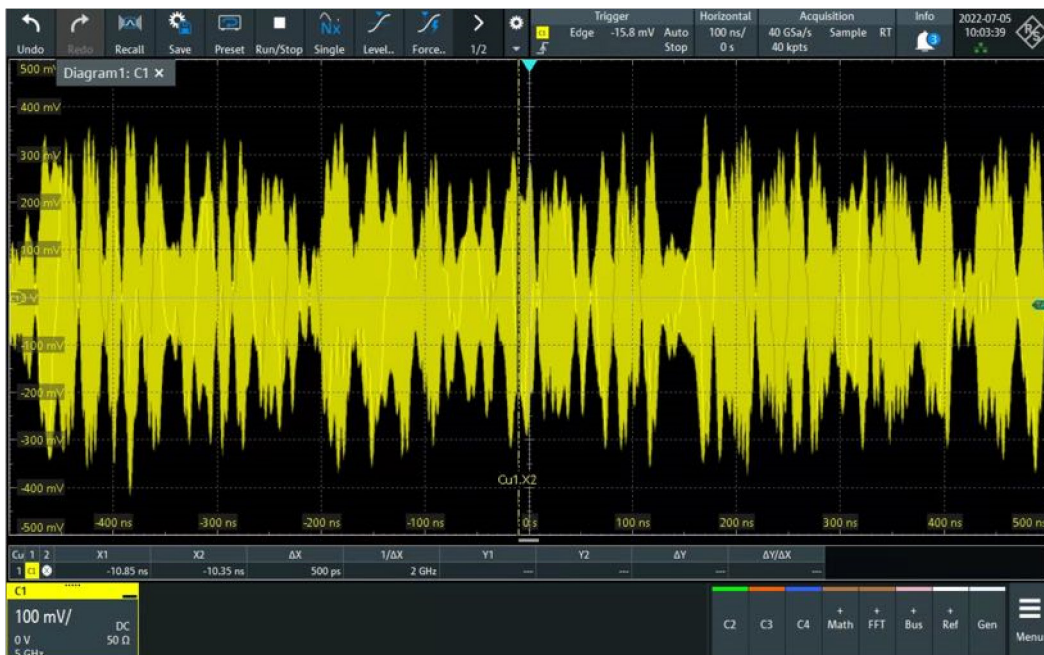 Undo Redo Recall Save Preset Run/Stop Single Level.. Force.. 1/2
Trigger
C1 Edge -15.8 mV Auto
Stop
Horizontal
100 ns/
0 s
Acquisition
40 GSa/s Sample RT
40 kpts
Info
3
2022-07-05
10:03:39
R&S
Diagram1: C1 ×
500 mV
400 mV
300 mV
200 mV
100 mV
0 V
-100 mV
-200 mV
-300 mV
-400 mV
-500 mV
Cu1.X2
-400 ns -300 ns -200 ns -100 ns 0 s 100 ns 200 ns 300 ns 400 ns 500 ns
Cu 1 2 X1 X2 ΔX 1/ΔX Y1 Y2 ΔY ΔY/ΔX
1 C1 -10.85 ns -10.35 ns 500 ps 2 GHz --- --- --- ---
C1
100 mV/
DC
0 V 50 Ω
5 GHz
C2 C3 C4 + Math + FFT + Bus + Ref Gen
Menu